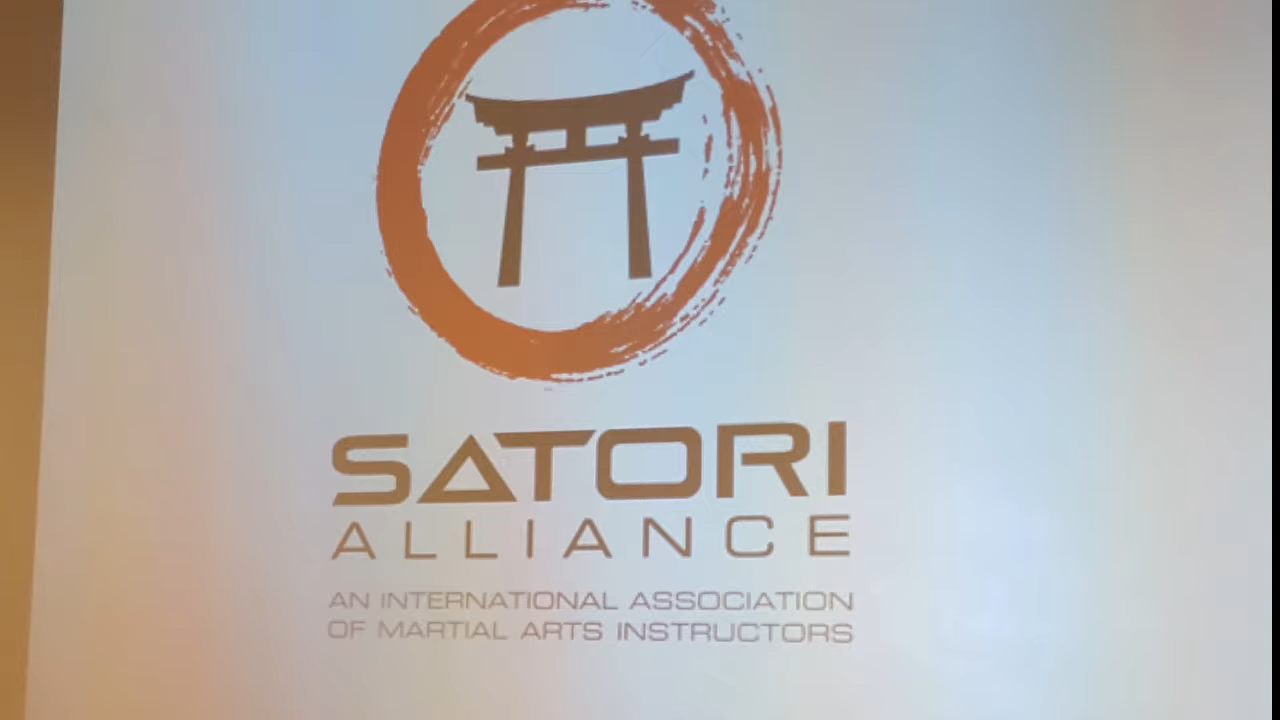 SATORI
ALLIANCE
AN INTERNATIONAL ASSOCIATION
OF MARTIAL ARTS INSTRUCTORS